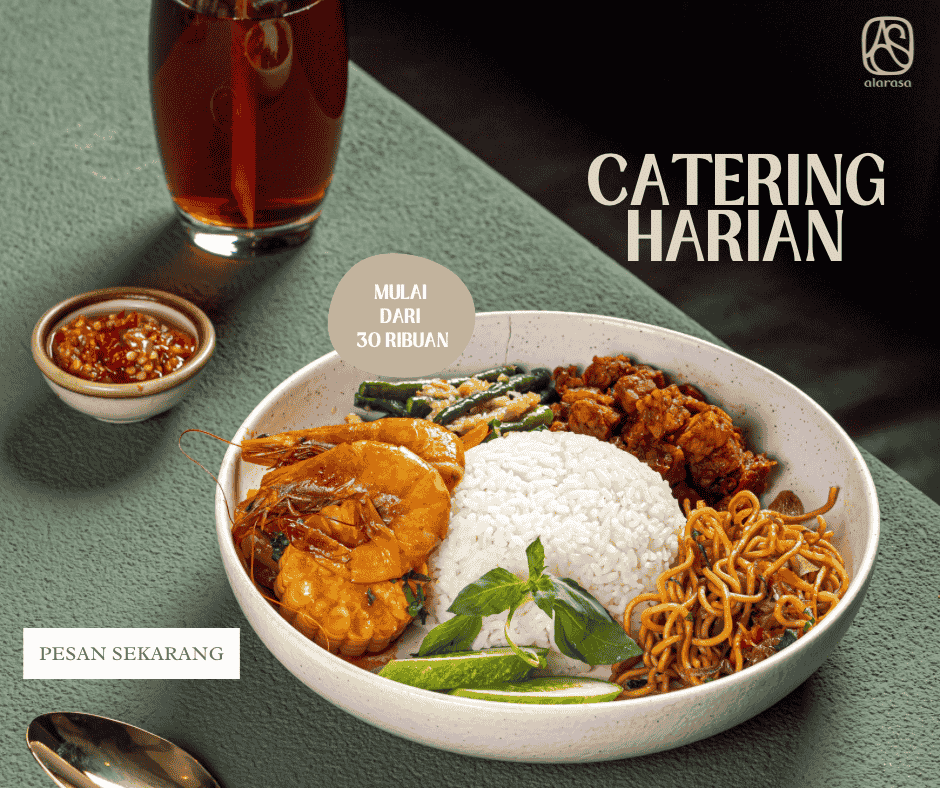 alarasa
CATERING
HARIAN
MULAI
DARI
30 RIBUAN
PESAN SEKARANG